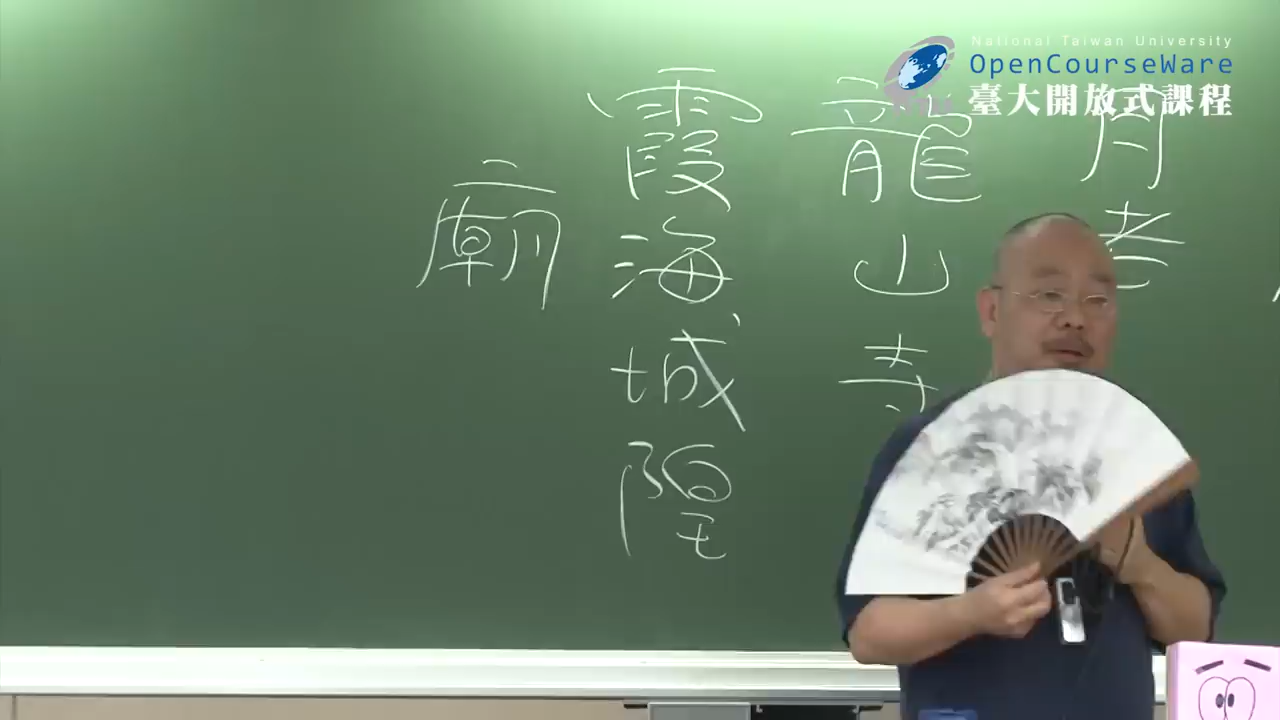 National Taiwan University
OpenCourseWare
臺大開放式課程
月老
龍山寺
霞海城隍
廟